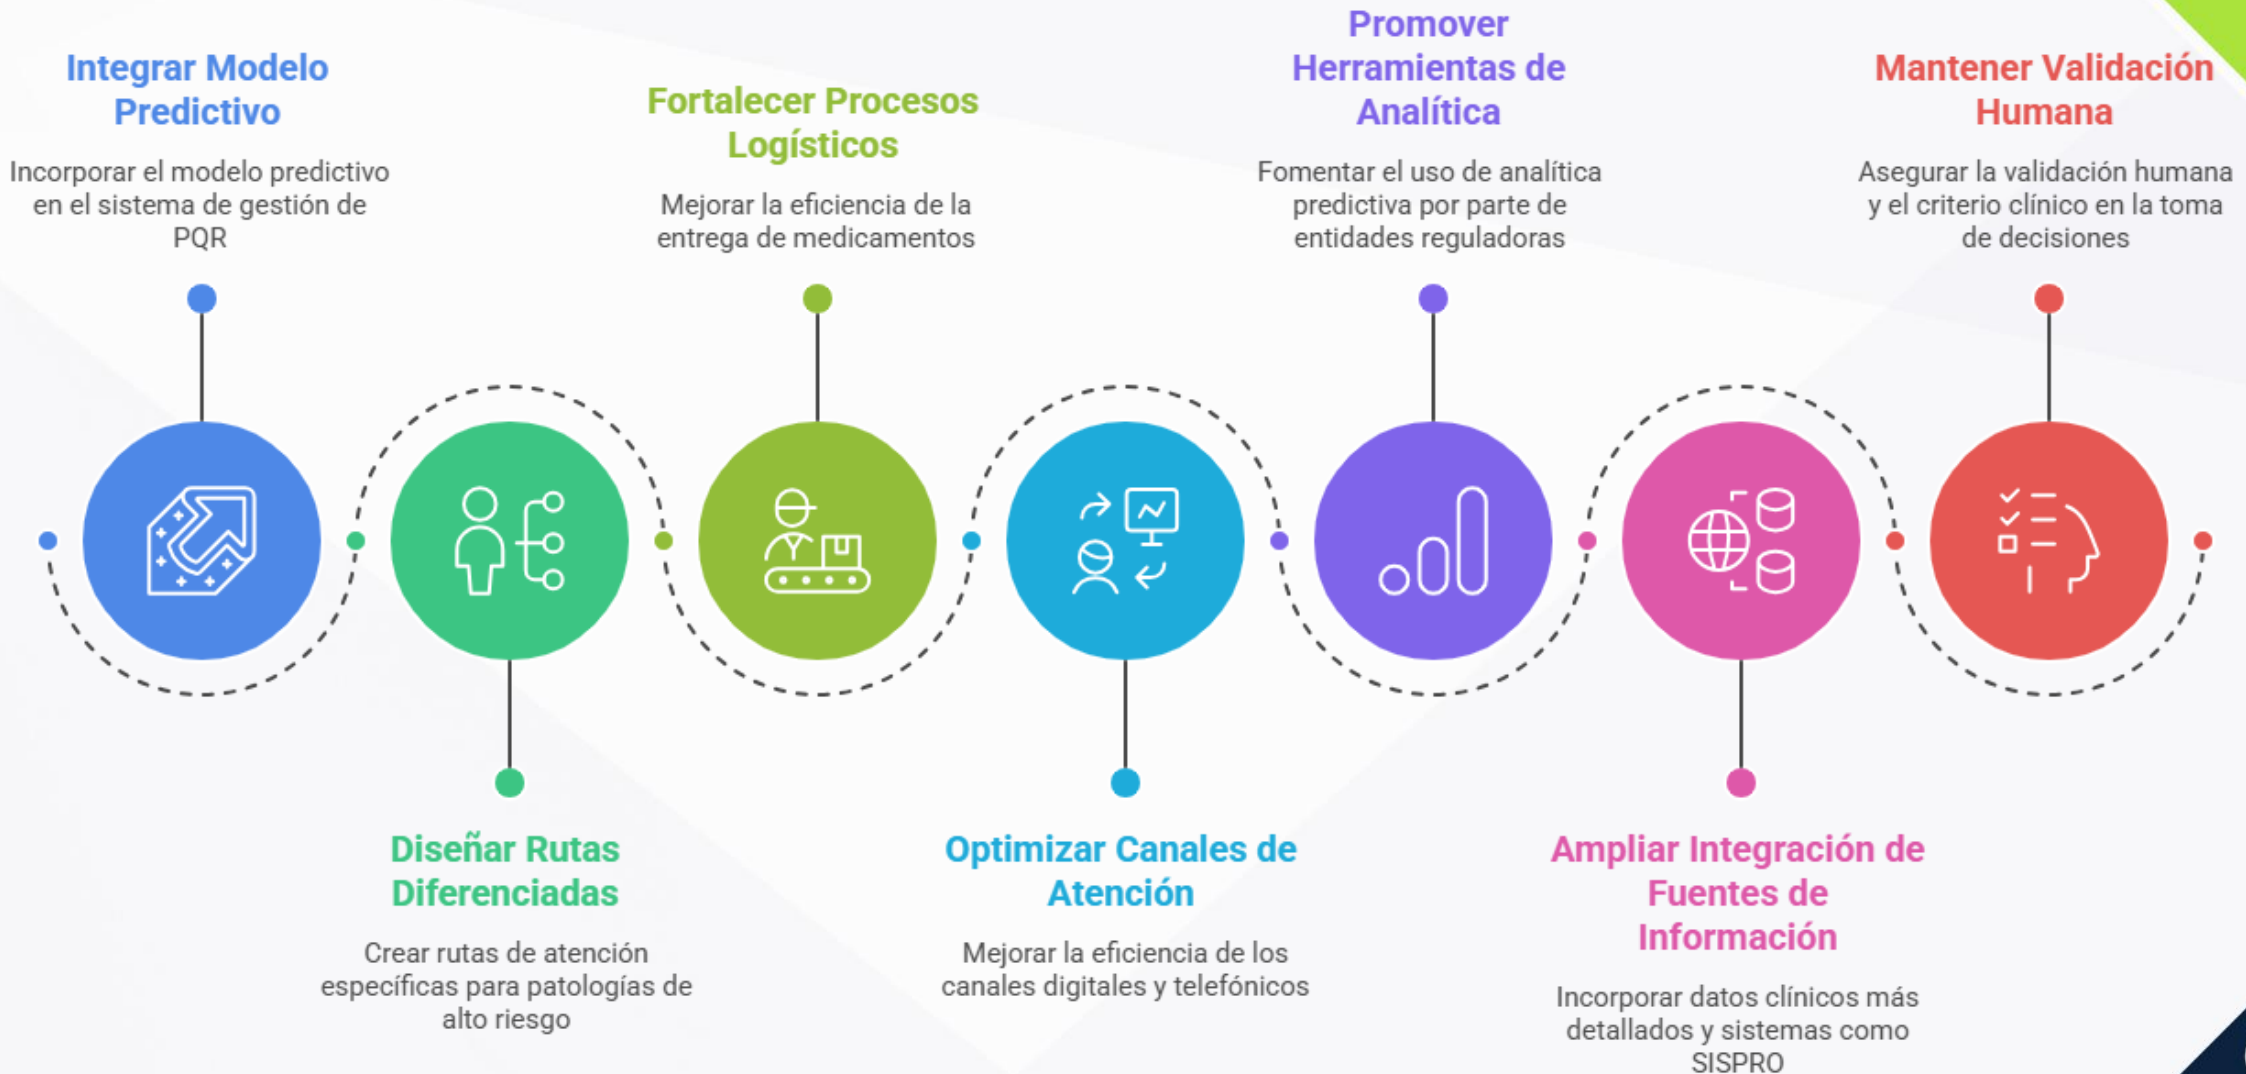 Integrar Modelo
Predictivo
Incorporar el modelo predictivo
en el sistema de gestión de
PQR
Diseñar Rutas
Diferenciadas
Crear rutas de atención
específicas para patologías de
alto riesgo
Fortalecer Procesos
Logísticos
Mejorar la eficiencia de la
entrega de medicamentos
Optimizar Canales de
Atención
Mejorar la eficiencia de los
canales digitales y telefónicos
Promover
Herramientas de
Analítica
Fomentar el uso de analítica
predictiva por parte de
entidades reguladoras
Ampliar Integración de
Fuentes de
Información
Incorporar datos clínicos más
detallados y sistemas como
SISPRO
Mantener Validación
Humana
Asegurar la validación humana
y el criterio clínico en la toma
de decisiones